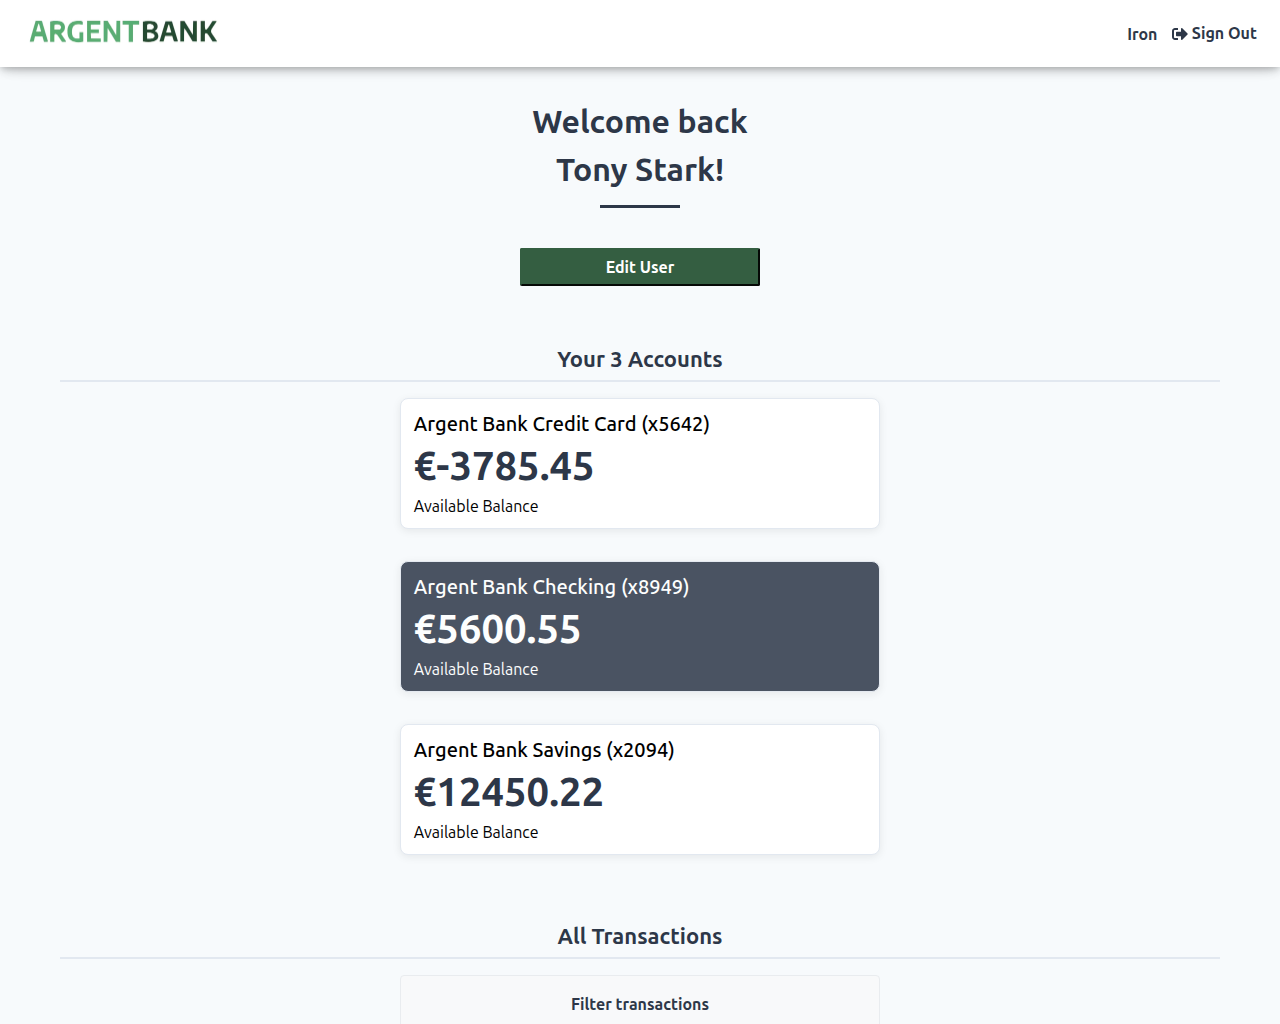 ARGENTBANK
Iron Sign Out
Welcome back
Tony Stark!
Edit User
Your 3 Accounts
Argent Bank Credit Card (x5642)
€-3785.45
Available Balance
Argent Bank Checking (x8949)
€5600.55
Available Balance
Argent Bank Savings (x2094)
€12450.22
Available Balance
All Transactions
Filter transactions